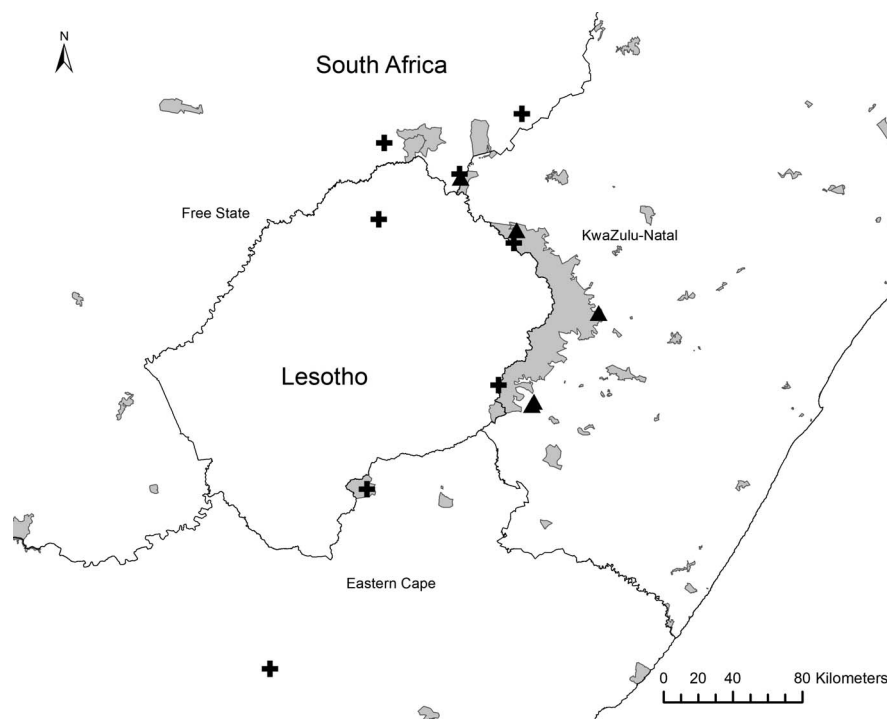 N
South Africa
Free State
KwaZulu-Natal
Lesotho
Eastern Cape
0 20 40 80 Kilometers